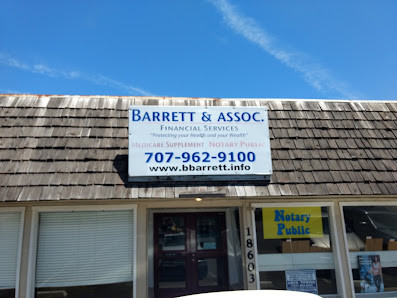 BARRETT & ASSOC.
FINANCIAL SERVICES
"Protecting your Health and your Wealth"
MEDICARE SUPPLEMENT NOTARY PUBLIC
707-962-9100
www.bbarrett.info
Notary
Public
18603